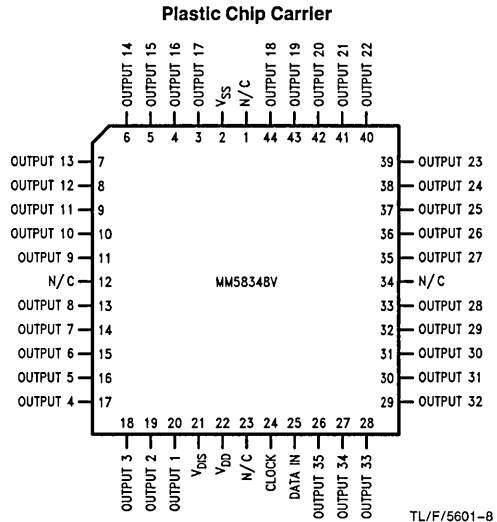 Plastic Chip Carrier
OUTPUT 14
OUTPUT 15
OUTPUT 16
OUTPUT 17
VSS
N/C
OUTPUT 18
OUTPUT 19
OUTPUT 20
OUTPUT 21
OUTPUT 22
6 5 4 3 2 1 44 43 42 41 40
OUTPUT 13 7 39 OUTPUT 23
OUTPUT 12 8 38 OUTPUT 24
OUTPUT 11 9 37 OUTPUT 25
OUTPUT 10 10 36 OUTPUT 26
OUTPUT 9 11 35 OUTPUT 27
N/C 12 MM58348V 34 N/C
OUTPUT 8 13 33 OUTPUT 28
OUTPUT 7 14 32 OUTPUT 29
OUTPUT 6 15 31 OUTPUT 30
OUTPUT 5 16 30 OUTPUT 31
OUTPUT 4 17 29 OUTPUT 32
18 19 20 21 22 23 24 25 26 27 28
OUTPUT 3
OUTPUT 2
OUTPUT 1
VDIS
VDD
N/C
CLOCK
DATA IN
OUTPUT 35
OUTPUT 34
OUTPUT 33
TL/F/5601-8